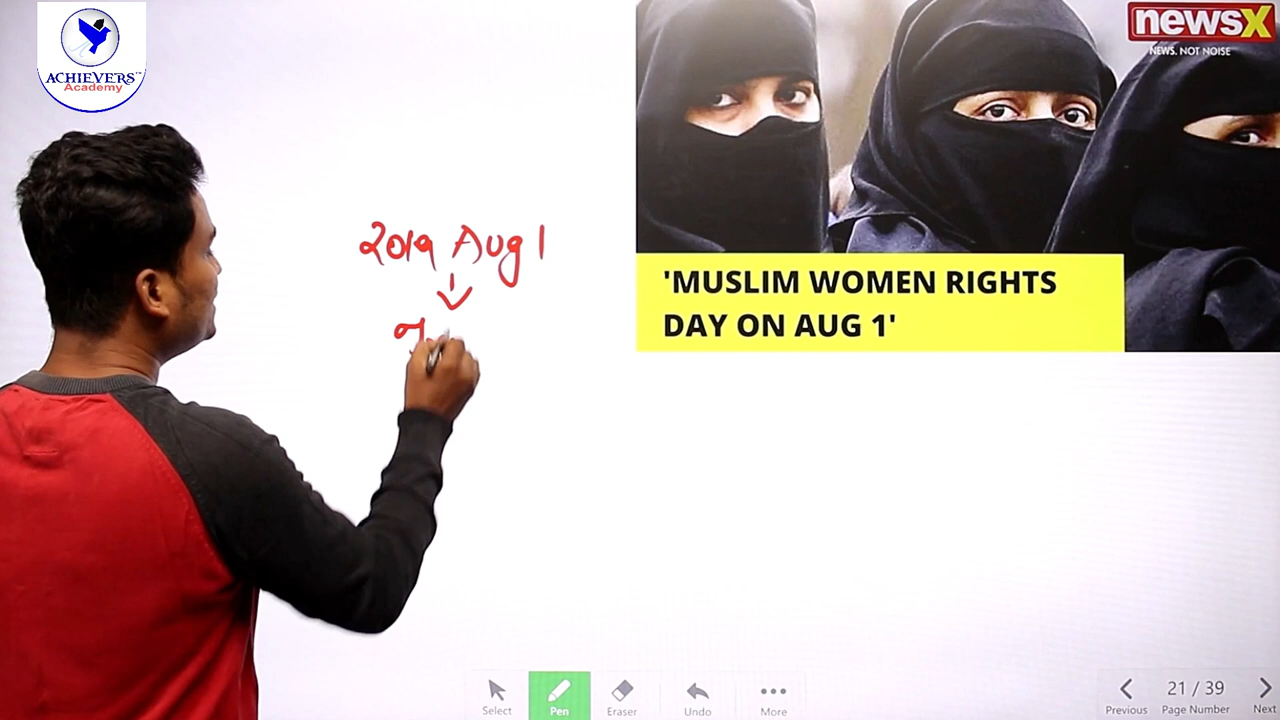 ACHIEVERS™
Academy
newsX
NEWS. NOT NOISE
2019 Aug 1
'MUSLIM WOMEN RIGHTS
DAY ON AUG 1'
Select
Pen
Eraser
Undo
More
Previous
21 / 39
Page Number
Next